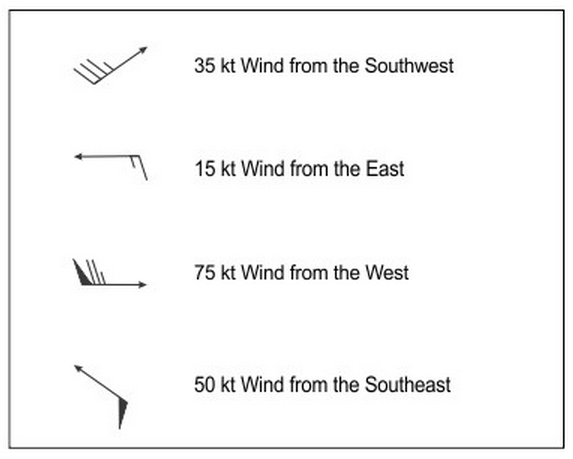 35 kt Wind from the Southwest
15 kt Wind from the East
75 kt Wind from the West
50 kt Wind from the Southeast